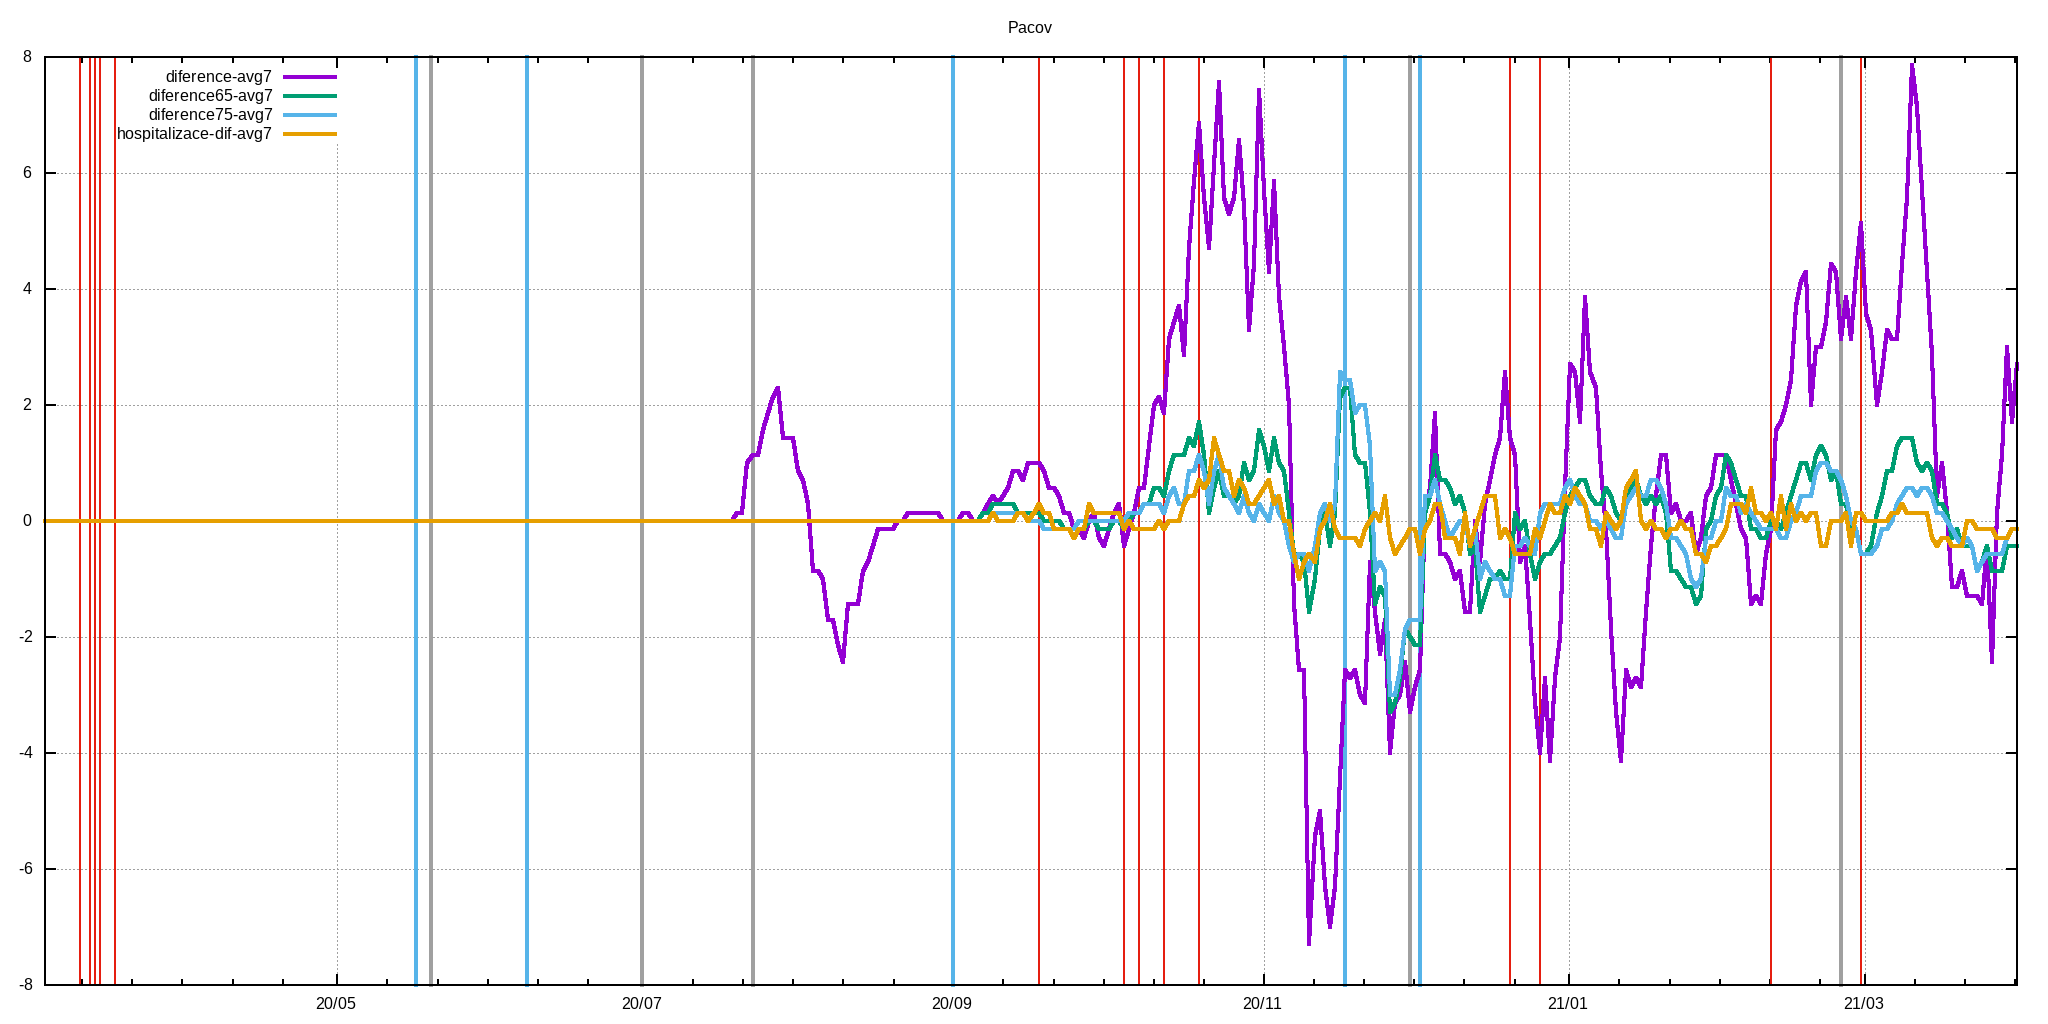 Pacov
8
diference-avg7
diference65-avg7
diference75-avg7
hospitalizace-dif-avg7
6
4
2
0
-2
-4
-6
-8
20/05 20/07 20/09 20/11 21/01 21/03